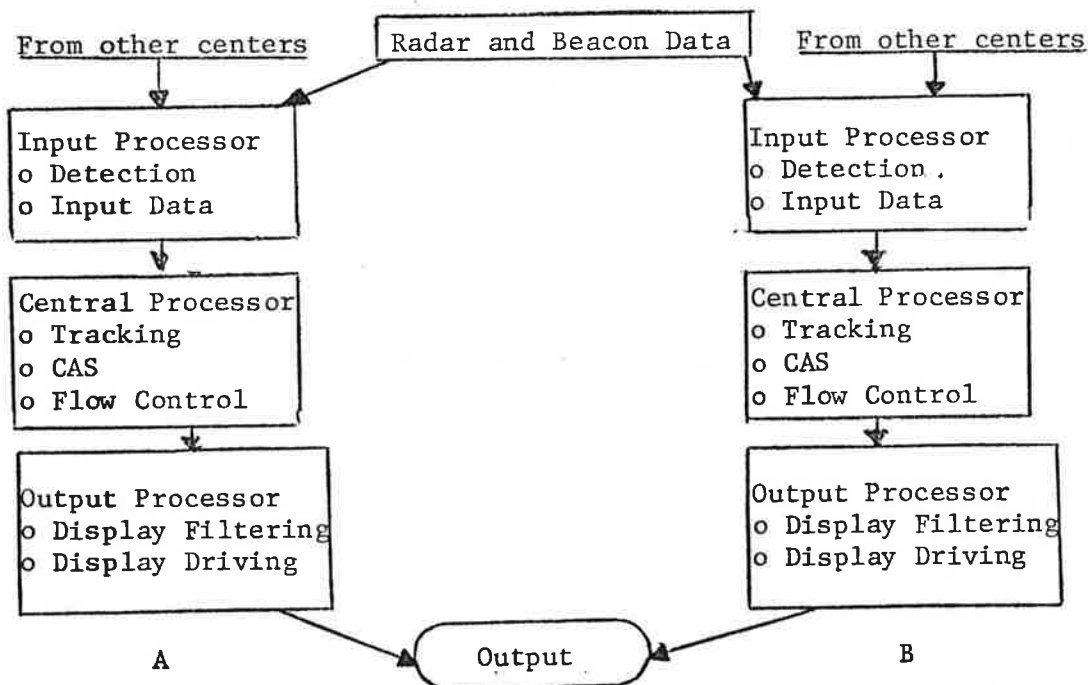 From other centers
Radar and Beacon Data
From other centers
Input Processor
o Detection
o Input Data
Central Processor
o Tracking
o CAS
o Flow Control
Output Processor
o Display Filtering
o Display Driving
A
Input Processor
o Detection .
o Input Data
Central Processor
o Tracking
o CAS
o Flow Control
Output Processor
o Display Filtering
o Display Driving
B
Output